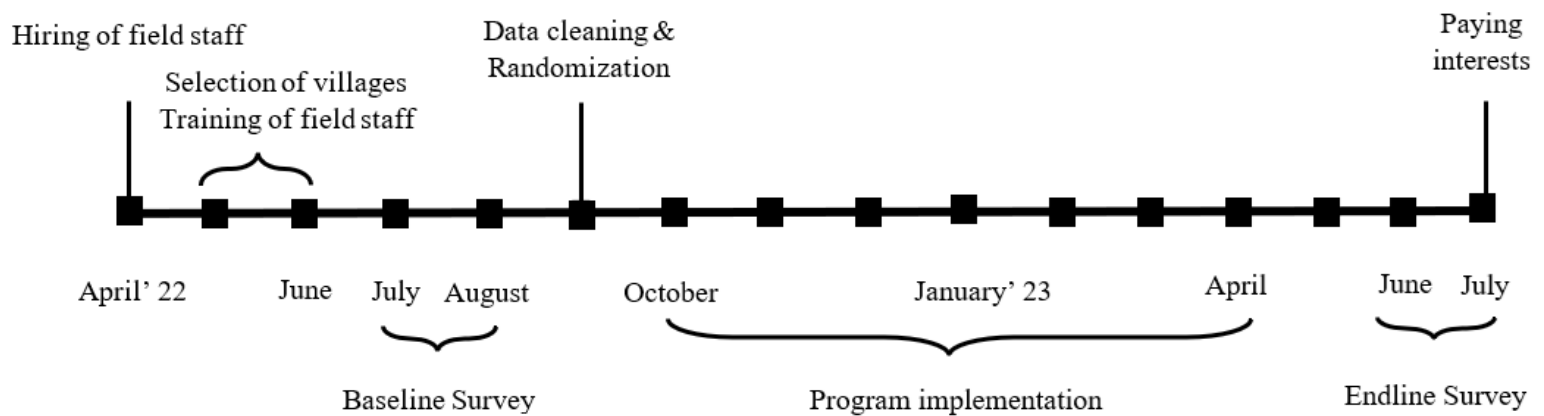 Hiring of field staff
Selection of villages
Training of field staff
Data cleaning &
Randomization
Paying
interests
April’ 22
June
July
August
October
January’ 23
April
June
July
Baseline Survey
Program implementation
Endline Survey